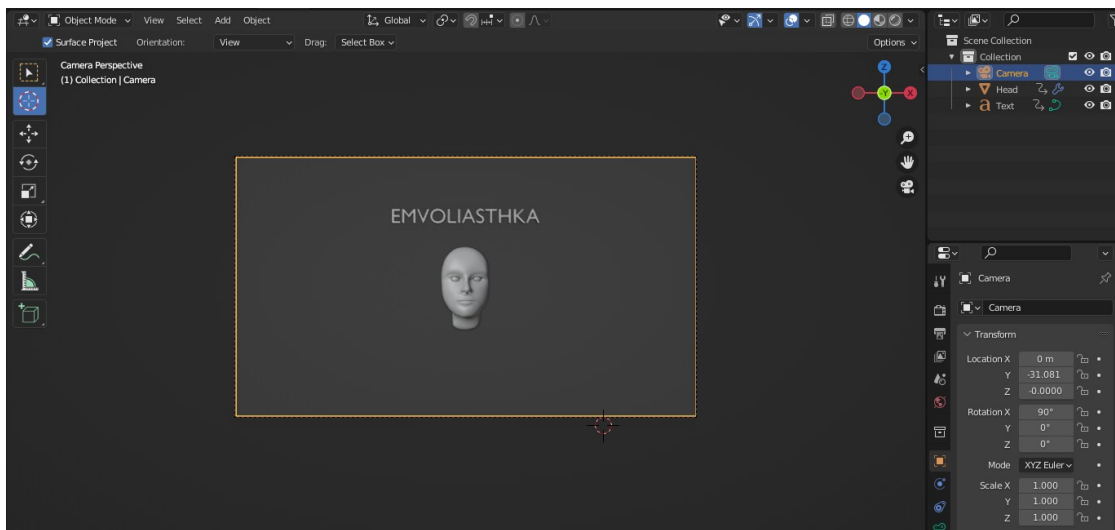 Object Mode View Select Add Object Global
Surface Project Orientation: View Drag: Select Box Options
Camera Perspective
(1) Collection | Camera
Z
Y X
EMVOLIASTHKA
Scene Collection
Collection
Camera
Head
Text
Camera
Camera
Transform
Location X 0 m
Y -31.081
Z -0.0000
Rotation X 90°
Y 0°
Z 0°
Mode XYZ Euler
Scale X 1.000
Y 1.000
Z 1.000